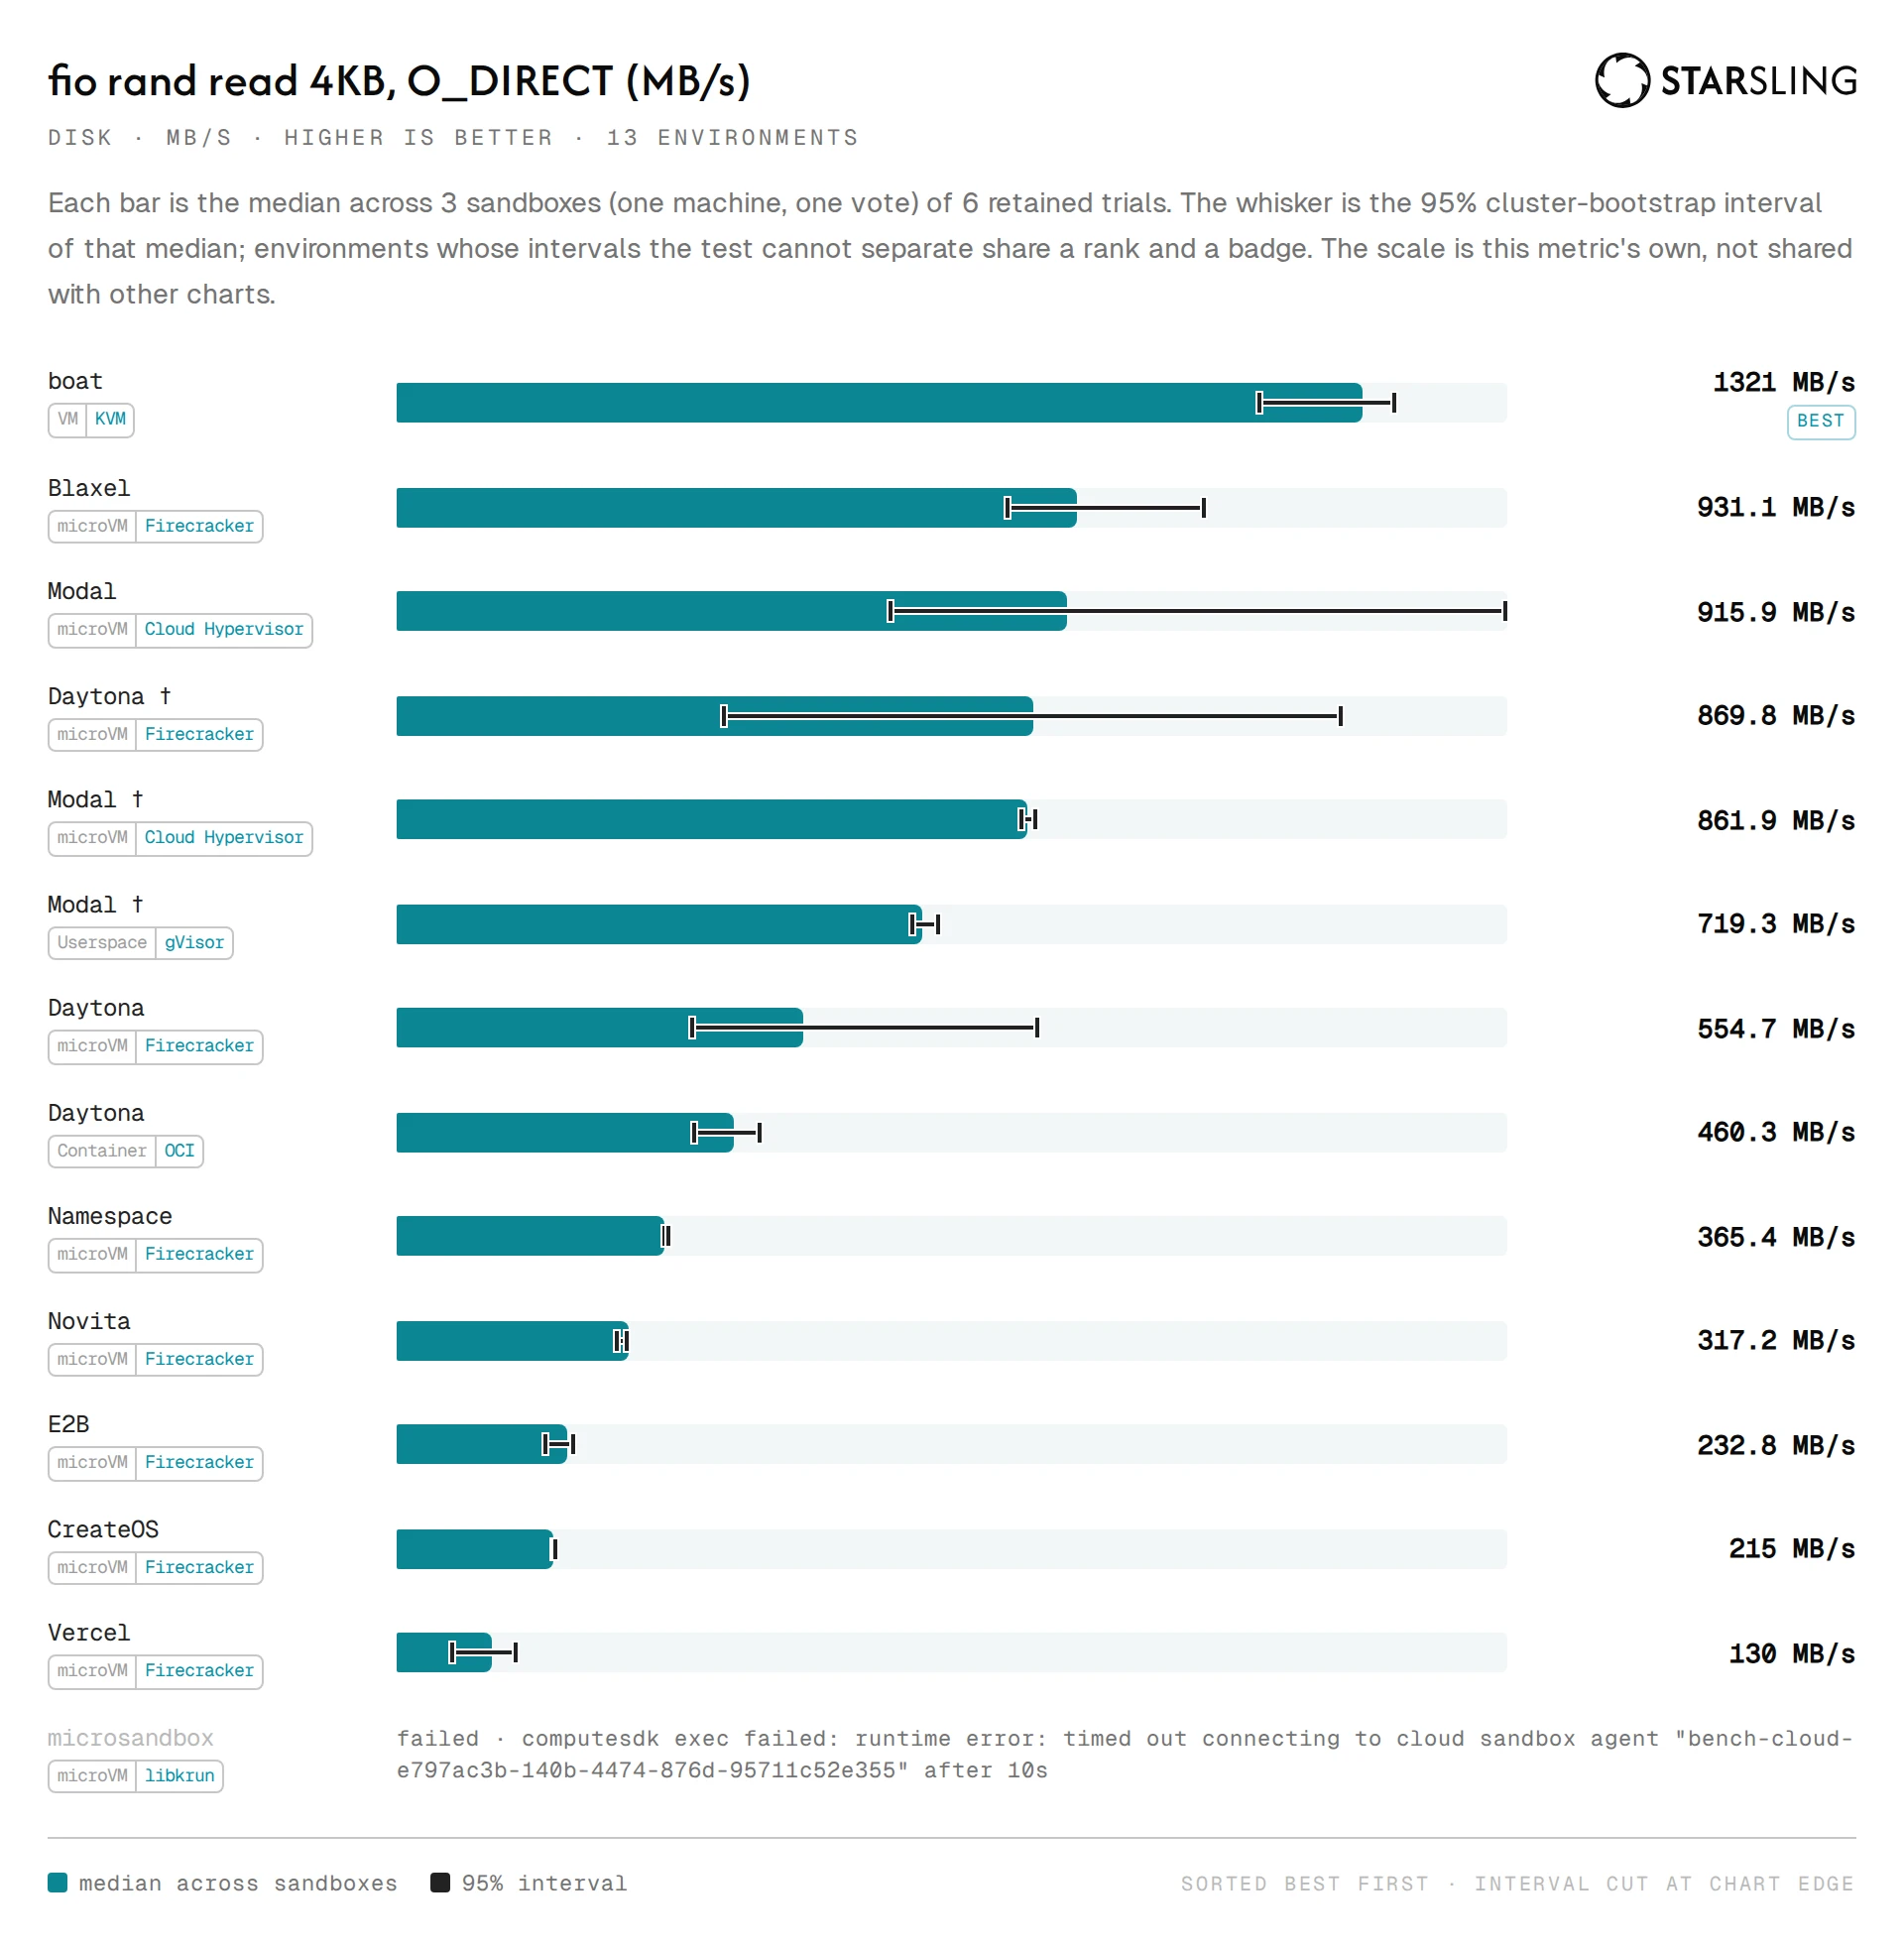 fio rand read 4KB, O_DIRECT (MB/s)
STARSLING
DISK · MB/S · HIGHER IS BETTER · 13 ENVIRONMENTS
Each bar is the median across 3 sandboxes (one machine, one vote) of 6 retained trials. The whisker is the 95% cluster-bootstrap interval
of that median; environments whose intervals the test cannot separate share a rank and a badge. The scale is this metric's own, not shared
with other charts.
boat
VM KVM
1321 MB/s
BEST
Blaxel
microVM Firecracker
931.1 MB/s
Modal
microVM Cloud Hypervisor
915.9 MB/s
Daytona †
microVM Firecracker
869.8 MB/s
Modal †
microVM Cloud Hypervisor
861.9 MB/s
Modal †
Userspace gVisor
719.3 MB/s
Daytona
microVM Firecracker
554.7 MB/s
Daytona
Container OCI
460.3 MB/s
Namespace
microVM Firecracker
365.4 MB/s
Novita
microVM Firecracker
317.2 MB/s
E2B
microVM Firecracker
232.8 MB/s
CreateOS
microVM Firecracker
215 MB/s
Vercel
microVM Firecracker
130 MB/s
microsandbox
microVM libkrun
failed · computesdk exec failed: runtime error: timed out connecting to cloud sandbox agent "bench-cloud-
e797ac3b-140b-4474-876d-95711c52e355" after 10s
median across sandboxes
95% interval
SORTED BEST FIRST · INTERVAL CUT AT CHART EDGE